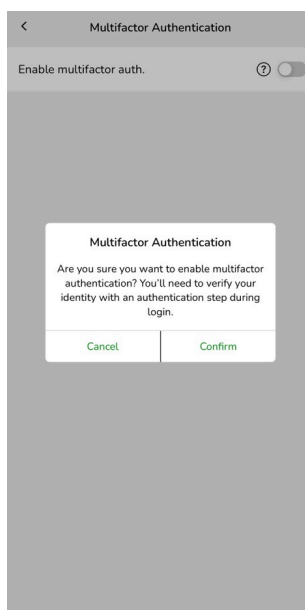 Multifactor Authentication
Enable multifactor auth. ?
Multifactor Authentication
Are you sure you want to enable multifactor
authentication? You'll need to verify your
identity with an authentication step during
login.
Cancel Confirm